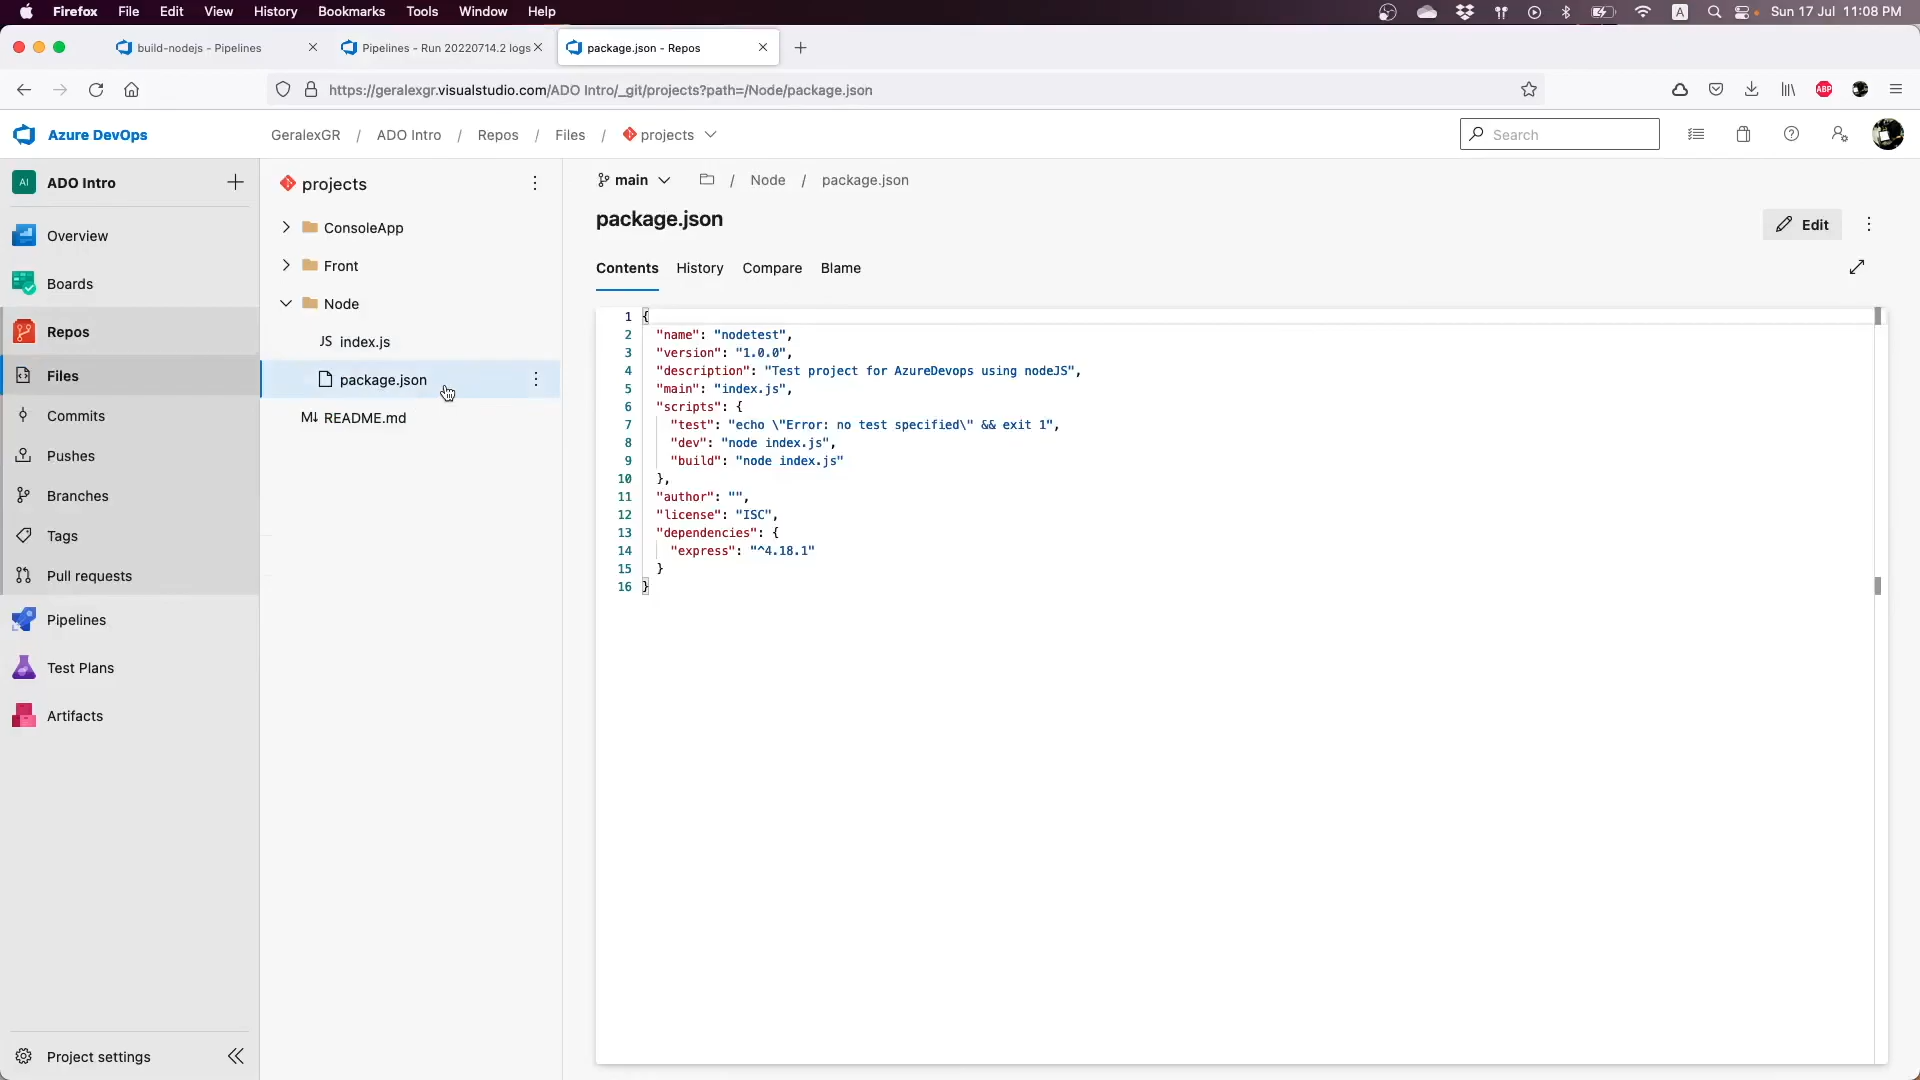 Firefox File Edit View History Bookmarks Tools Window Help A Sun 17 Jul 11:08 PM
build-nodejs - Pipelines Pipelines - Run 20220714.2 logs package.json - Repos
https://geralexgr.visualstudio.com/ADO Intro/_git/projects?path=/Node/package.json ABP
Azure DevOps GeralexGR / ADO Intro / Repos / Files / projects Search
AI ADO Intro
Overview
Boards
Repos
Files
Commits
Pushes
Branches
Tags
Pull requests
Pipelines
Test Plans
Artifacts
Project settings
projects
ConsoleApp
Front
Node
JS index.js
package.json
M↓ README.md
main / Node / package.json
package.json
Edit
Contents History Compare Blame
1 {
2 "name": "nodetest",
3 "version": "1.0.0",
4 "description": "Test project for AzureDevops using nodeJS",
5 "main": "index.js",
6 "scripts": {
7 "test": "echo \"Error: no test specified\" && exit 1",
8 "dev": "node index.js",
9 "build": "node index.js"
10 },
11 "author": "",
12 "license": "ISC",
13 "dependencies": {
14 "express": "^4.18.1"
15 }
16 }